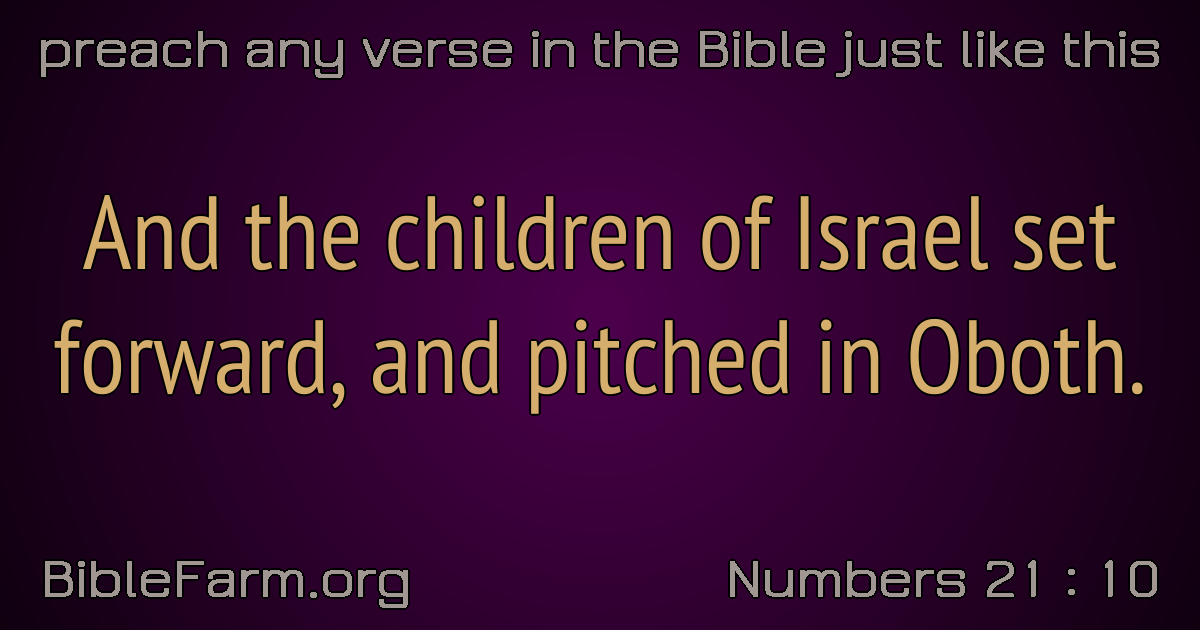 preach any verse in the Bible just like this
And the children of Israel set
forward, and pitched in Oboth.
BibleFarm.org
Numbers 21 : 10